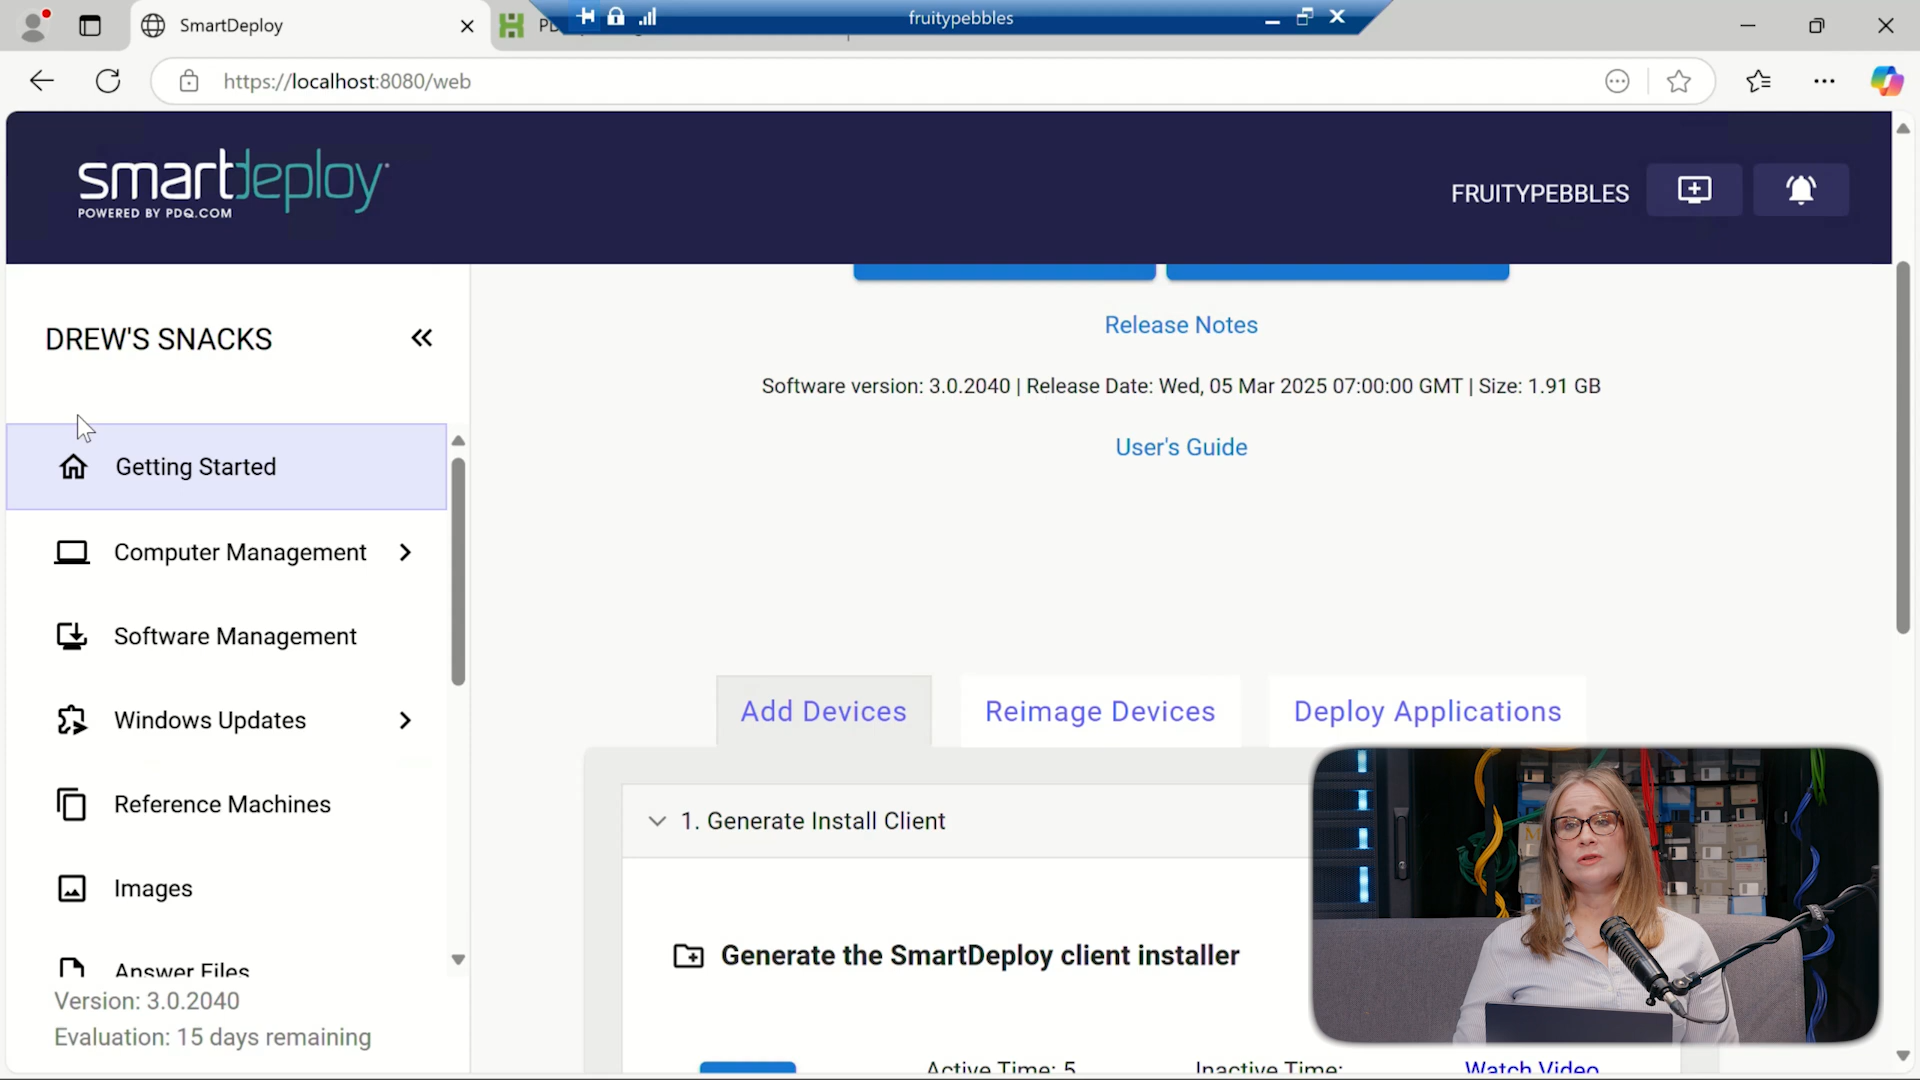 SmartDeploy
fruitypebbles
https://localhost:8080/web
smartdeploy
POWERED BY PDQ.COM
FRUITYPEBBLES
DREW'S SNACKS
Getting Started
Computer Management
Software Management
Windows Updates
Reference Machines
Images
Answer Files
Version: 3.0.2040
Evaluation: 15 days remaining
Release Notes
Software version: 3.0.2040 | Release Date: Wed, 05 Mar 2025 07:00:00 GMT | Size: 1.91 GB
User's Guide
Add Devices
Reimage Devices
Deploy Applications
1. Generate Install Client
Generate the SmartDeploy client installer
Active Time: 5
Inactive Time:
Watch Video